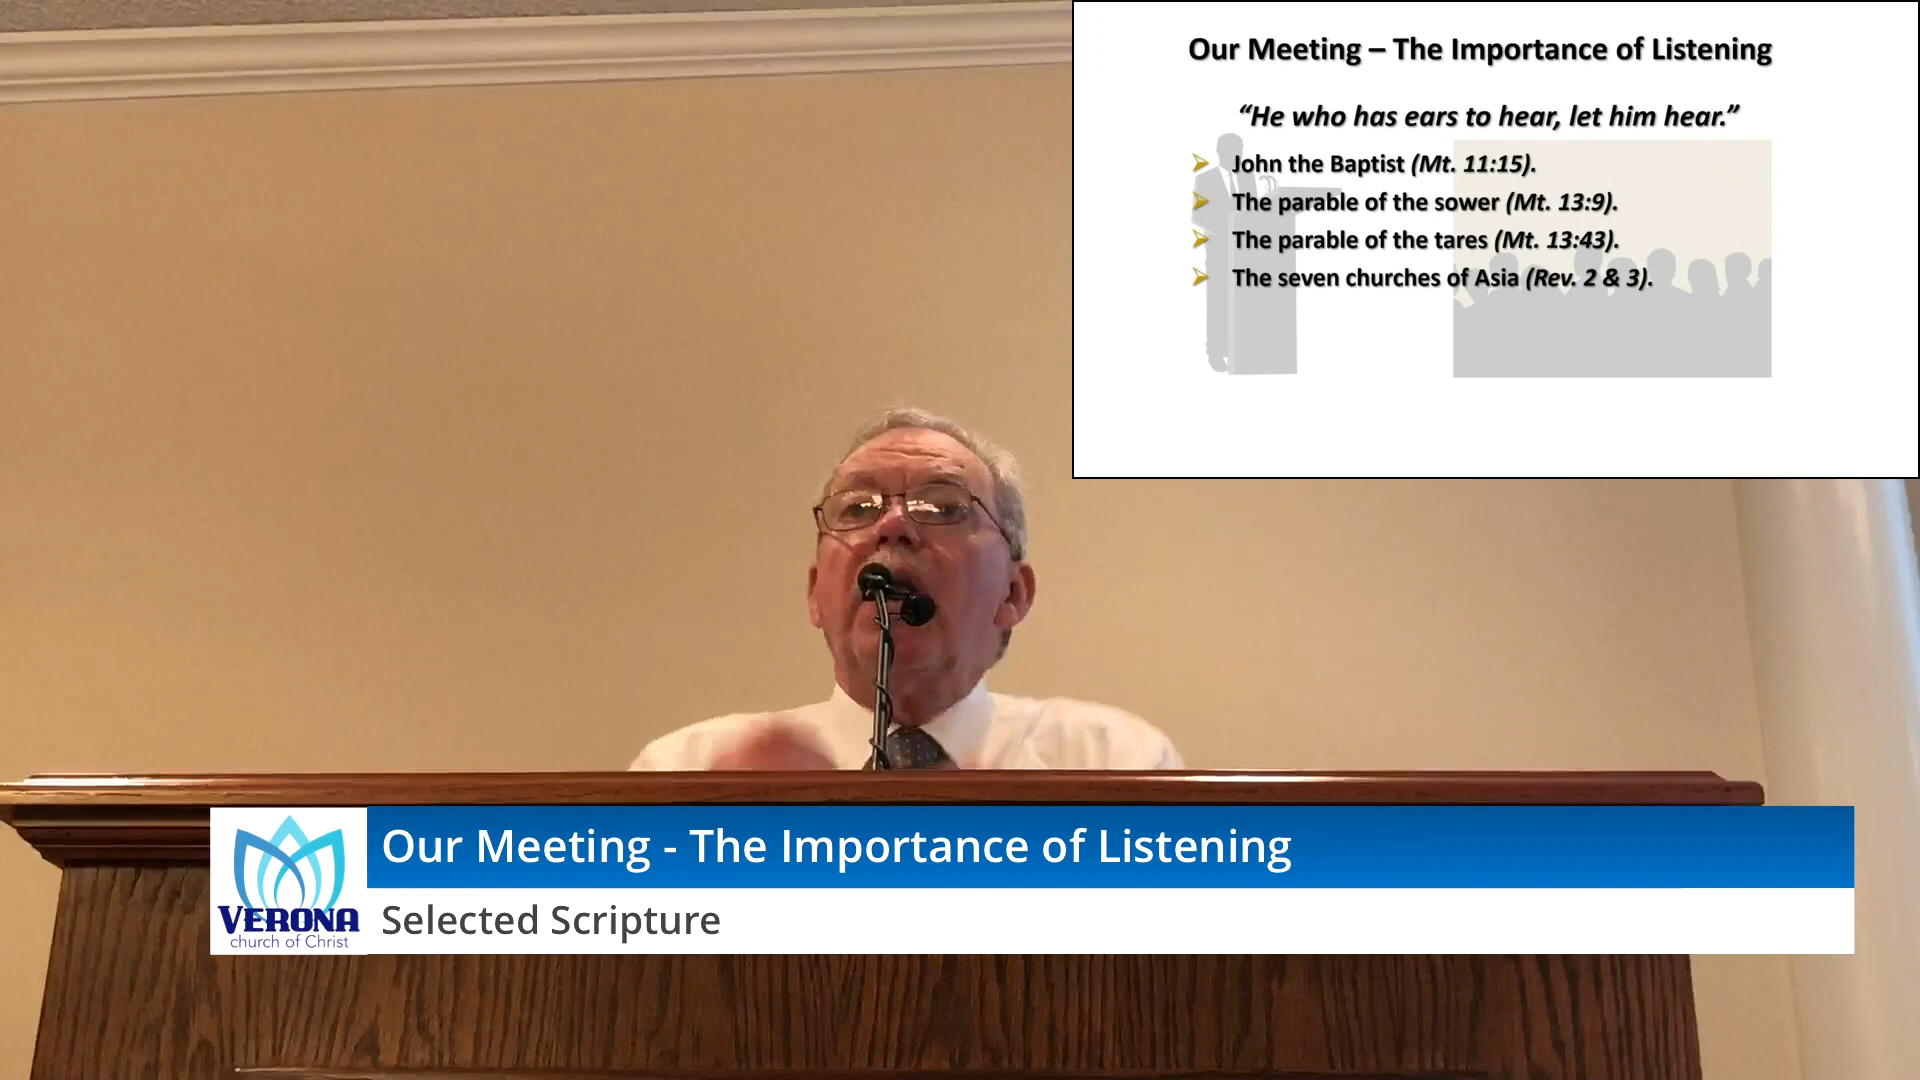 Our Meeting – The Importance of Listening
“He who has ears to hear, let him hear.”
John the Baptist (Mt. 11:15).
The parable of the sower (Mt. 13:9).
The parable of the tares (Mt. 13:43).
The seven churches of Asia (Rev. 2 & 3).
Our Meeting - The Importance of Listening
Selected Scripture
VERONA
church of Christ